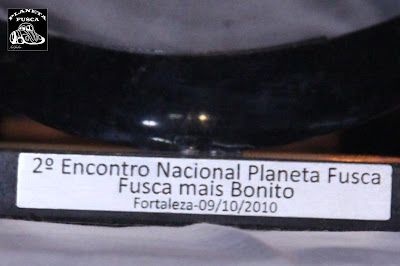 PLANETA
FUSCA
2º Encontro Nacional Planeta Fusca
Fusca mais Bonito
Fortaleza-09/10/2010